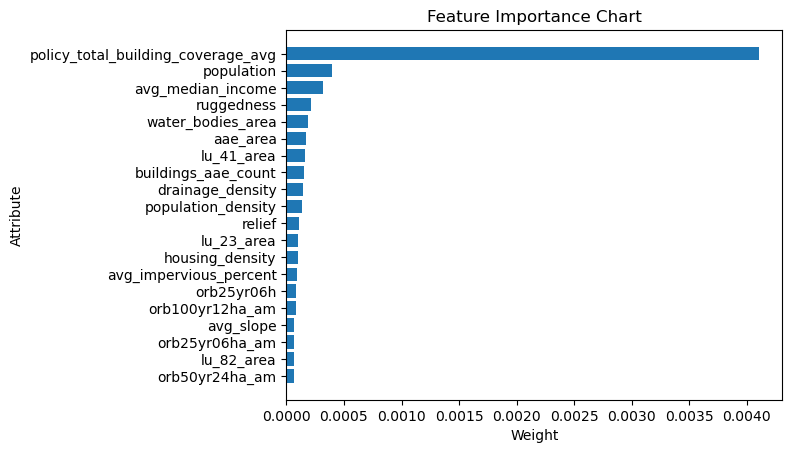 Feature Importance Chart
Attribute
policy_total_building_coverage_avg
population
avg_median_income
ruggedness
water_bodies_area
aae_area
lu_41_area
buildings_aae_count
drainage_density
population_density
relief
lu_23_area
housing_density
avg_impervious_percent
orb25yr06h
orb100yr12ha_am
avg_slope
orb25yr06ha_am
lu_82_area
orb50yr24ha_am
0.0000 0.0005 0.0010 0.0015 0.0020 0.0025 0.0030 0.0035 0.0040
Weight